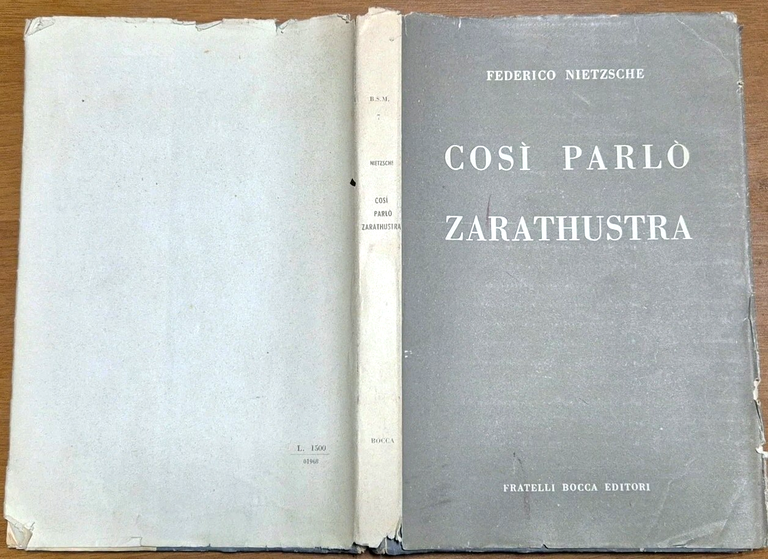 FEDERICO NIETZSCHE
COSÌ PARLÒ
ZARATHUSTRA
FRATELLI BOCCA EDITORI
B.S.M.
NIETZSCHE
COSÌ
PARLÒ
ZARATHUSTRA
BOCCA
L. 1500